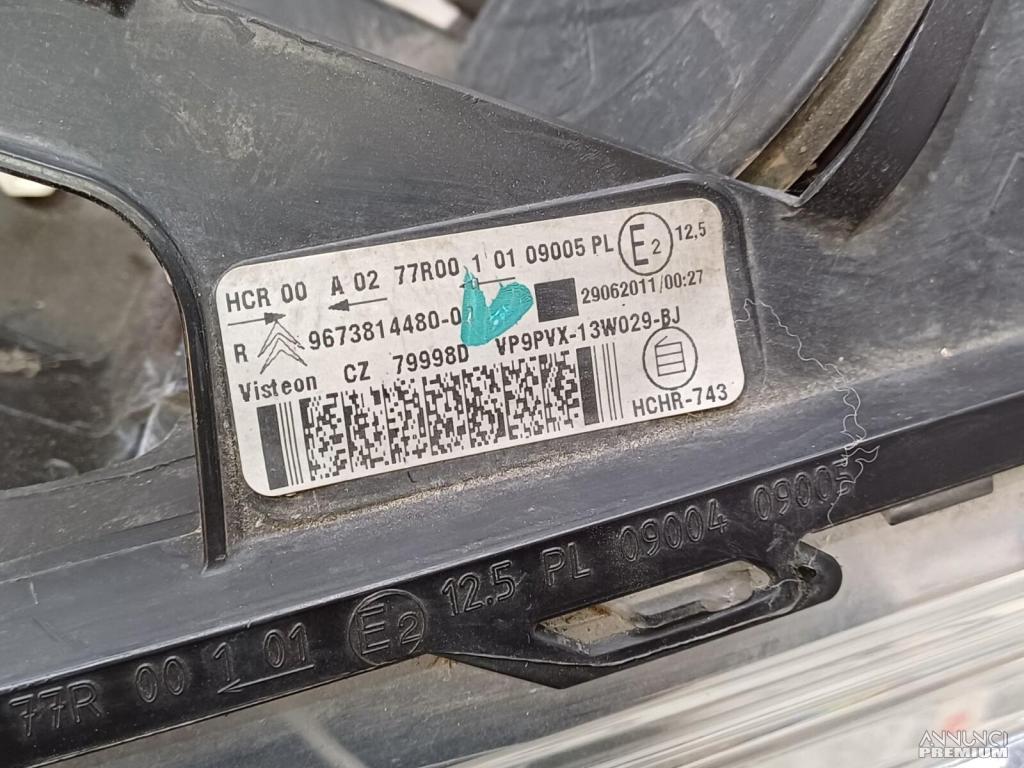 HCR 00 A 02 77R00 1 01 09005 PL E2 12,5
R 9673814480-0 29062011/00:27
Visteon CZ 79998D VP9PVX-13W029-BJ
HCHR-743
77R 00 1 01 E2 12,5 PL 09004 09005
ANNUNCI
PREMIUM